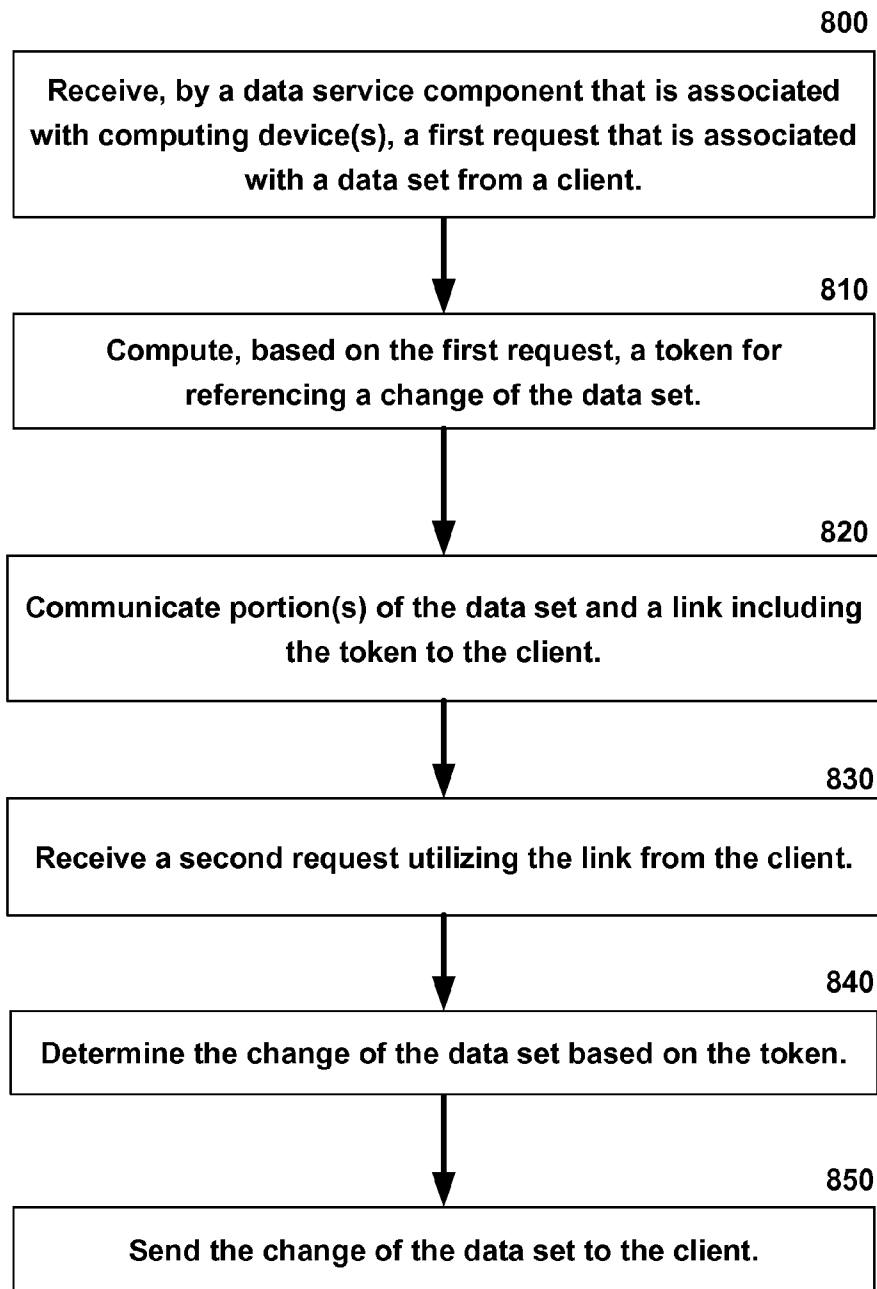 800
Receive, by a data service component that is associated
with computing device(s), a first request that is associated
with a data set from a client.
810
Compute, based on the first request, a token for
referencing a change of the data set.
820
Communicate portion(s) of the data set and a link including
the token to the client.
830
Receive a second request utilizing the link from the client.
840
Determine the change of the data set based on the token.
850
Send the change of the data set to the client.